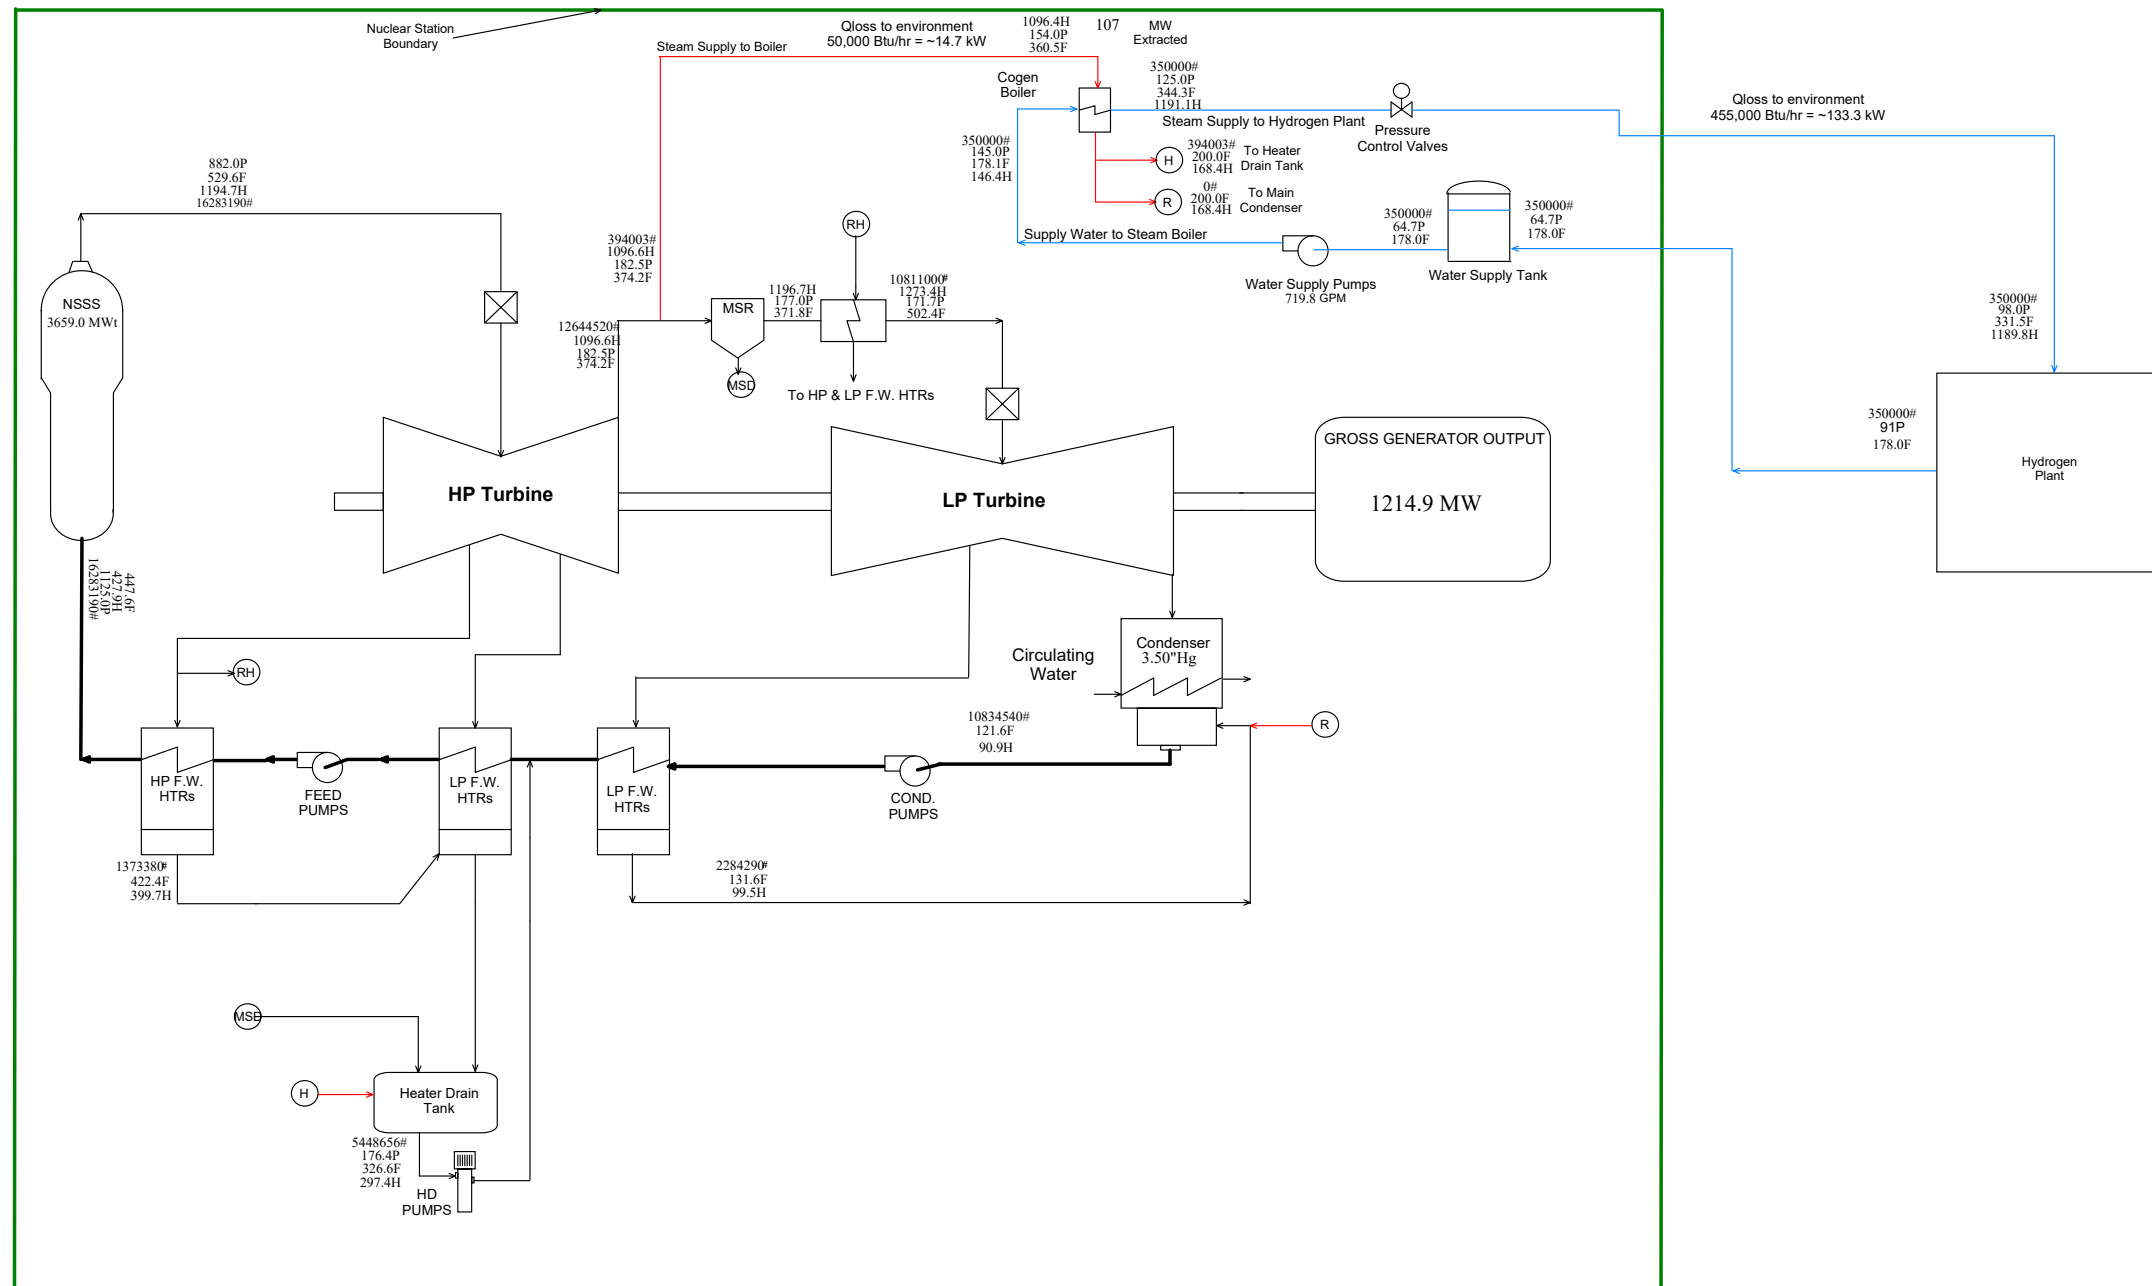 Nuclear Station
Boundary
Steam Supply to Boiler
Qloss to environment
50,000 Btu/hr = ~14.7 kW
1096.4H
154.0P
360.5F
107
MW
Extracted
Cogen
Boiler
350000#
125.0P
344.3F
1191.1H
Steam Supply to Hydrogen Plant
Pressure
Control Valves
Qloss to environment
455,000 Btu/hr = ~133.3 kW
350000#
145.0P
178.1F
146.4H
H
394003#
200.0F
168.4H
To Heater
Drain Tank
R
0#
200.0F
168.4H
To Main
Condenser
Supply Water to Steam Boiler
Water Supply Pumps
719.8 GPM
350000#
64.7P
178.0F
Water Supply Tank
350000#
64.7P
178.0F
882.0P
529.6F
1194.7H
16283190#
NSSS
3659.0 MWt
394003#
1096.6H
182.5P
374.2F
12644520#
1096.6H
182.5P
374.2F
MSR
MSD
1196.7H
177.0P
371.8F
RH
10811000#
1273.4H
171.7P
502.4F
To HP & LP F.W. HTRs
350000#
98.0P
331.5F
1189.8H
350000#
91P
178.0F
Hydrogen
Plant
HP Turbine
LP Turbine
GROSS GENERATOR OUTPUT
1214.9 MW
447.6F
427.9H
1125.0P
16283190#
RH
Condenser
3.50"Hg
Circulating
Water
R
10834540#
121.6F
90.9H
HP F.W.
HTRs
FEED
PUMPS
LP F.W.
HTRs
LP F.W.
HTRs
COND.
PUMPS
1373380#
422.4F
399.7H
2284290#
131.6F
99.5H
MSD
H
Heater Drain
Tank
5448656#
176.4P
326.6F
297.4H
HD
PUMPS